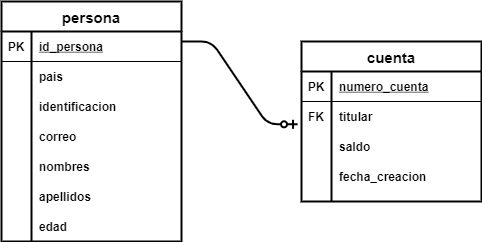 persona
PK id_persona
pais
identificacion
correo
nombres
apellidos
edad
cuenta
PK numero_cuenta
FK titular
saldo
fecha_creacion